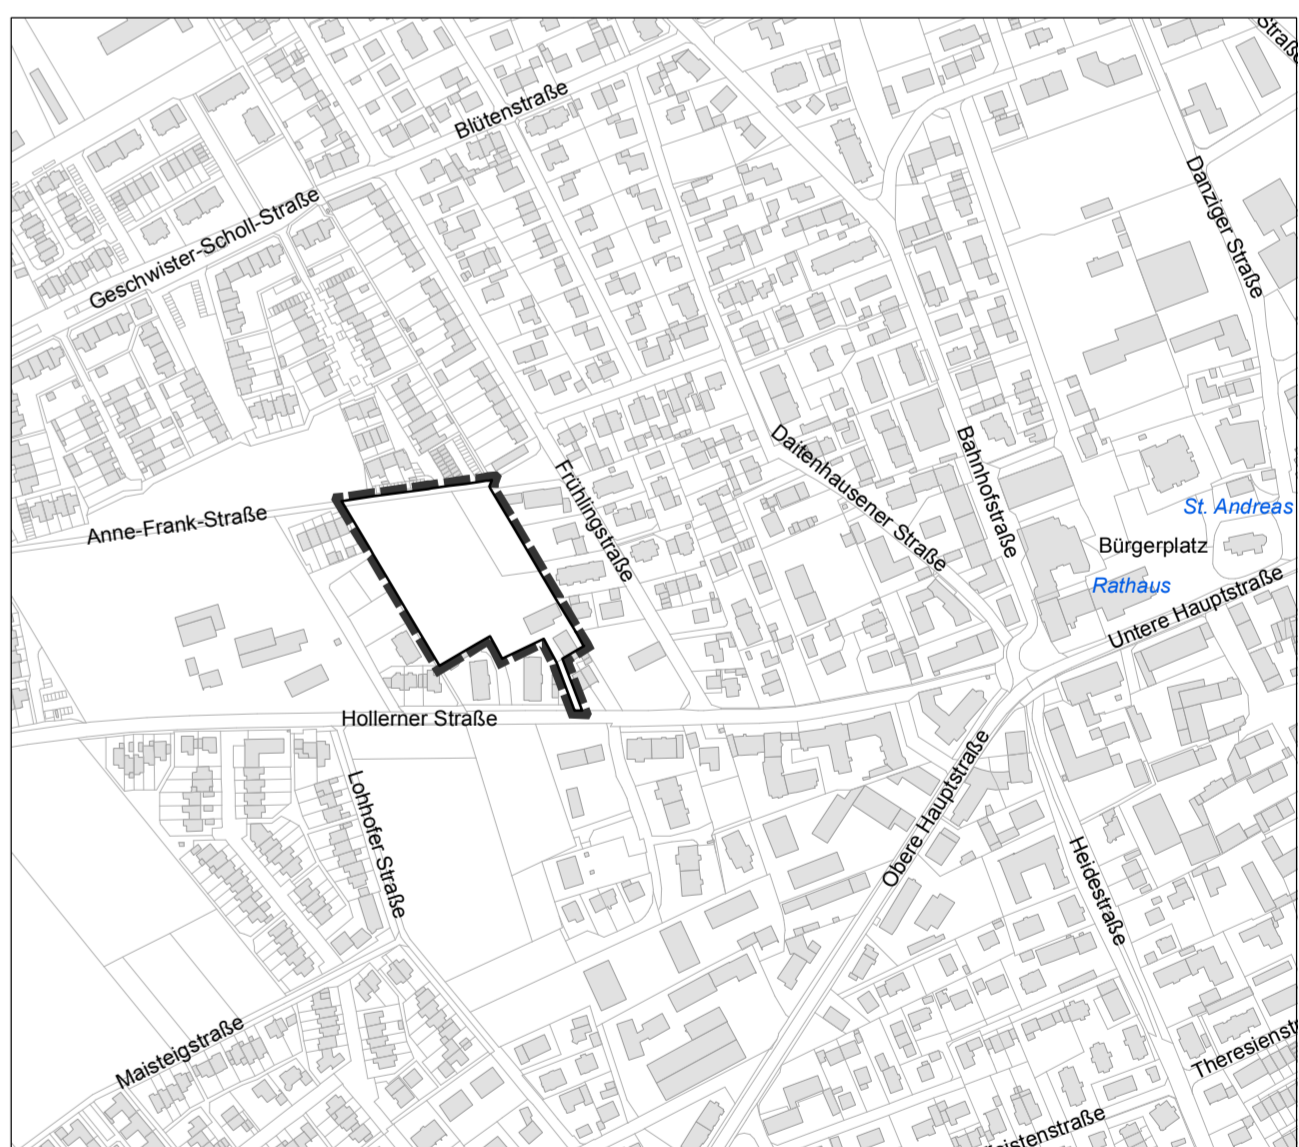 Straße
Blütenstraße
Danziger Straße
Geschwister-Scholl-Straße
Daitenhausener Straße
Bahnhofstraße
Frühlingstraße
St. Andreas
Anne-Frank-Straße
Bürgerplatz
Rathaus
Untere Hauptstraße
Hollerner Straße
Lohhofer Straße
Obere Hauptstraße
Heidestraße
Maisteigstraße
Theresienstr